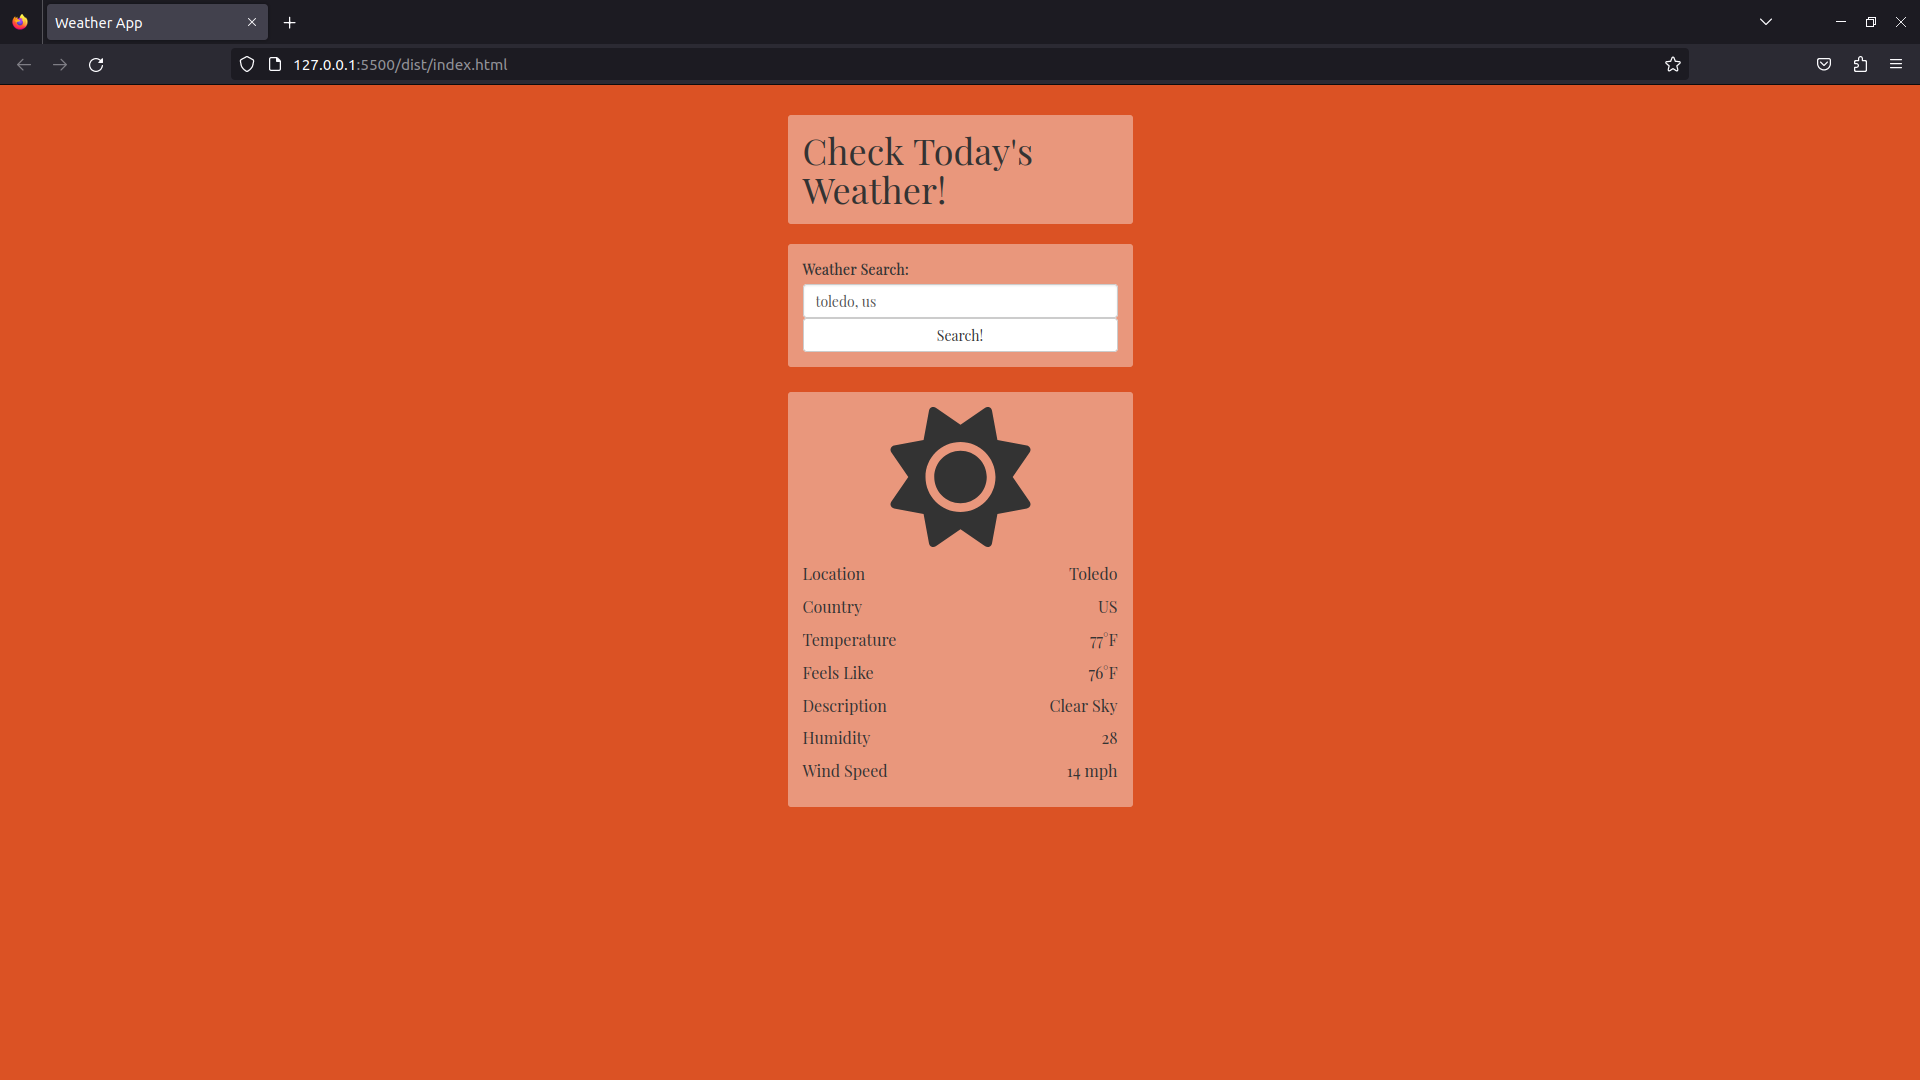 Weather App
127.0.0.1:5500/dist/index.html
Check Today's
Weather!
Weather Search:
toledo, us
Search!
Location Toledo
Country US
Temperature 77°F
Feels Like 76°F
Description Clear Sky
Humidity 28
Wind Speed 14 mph